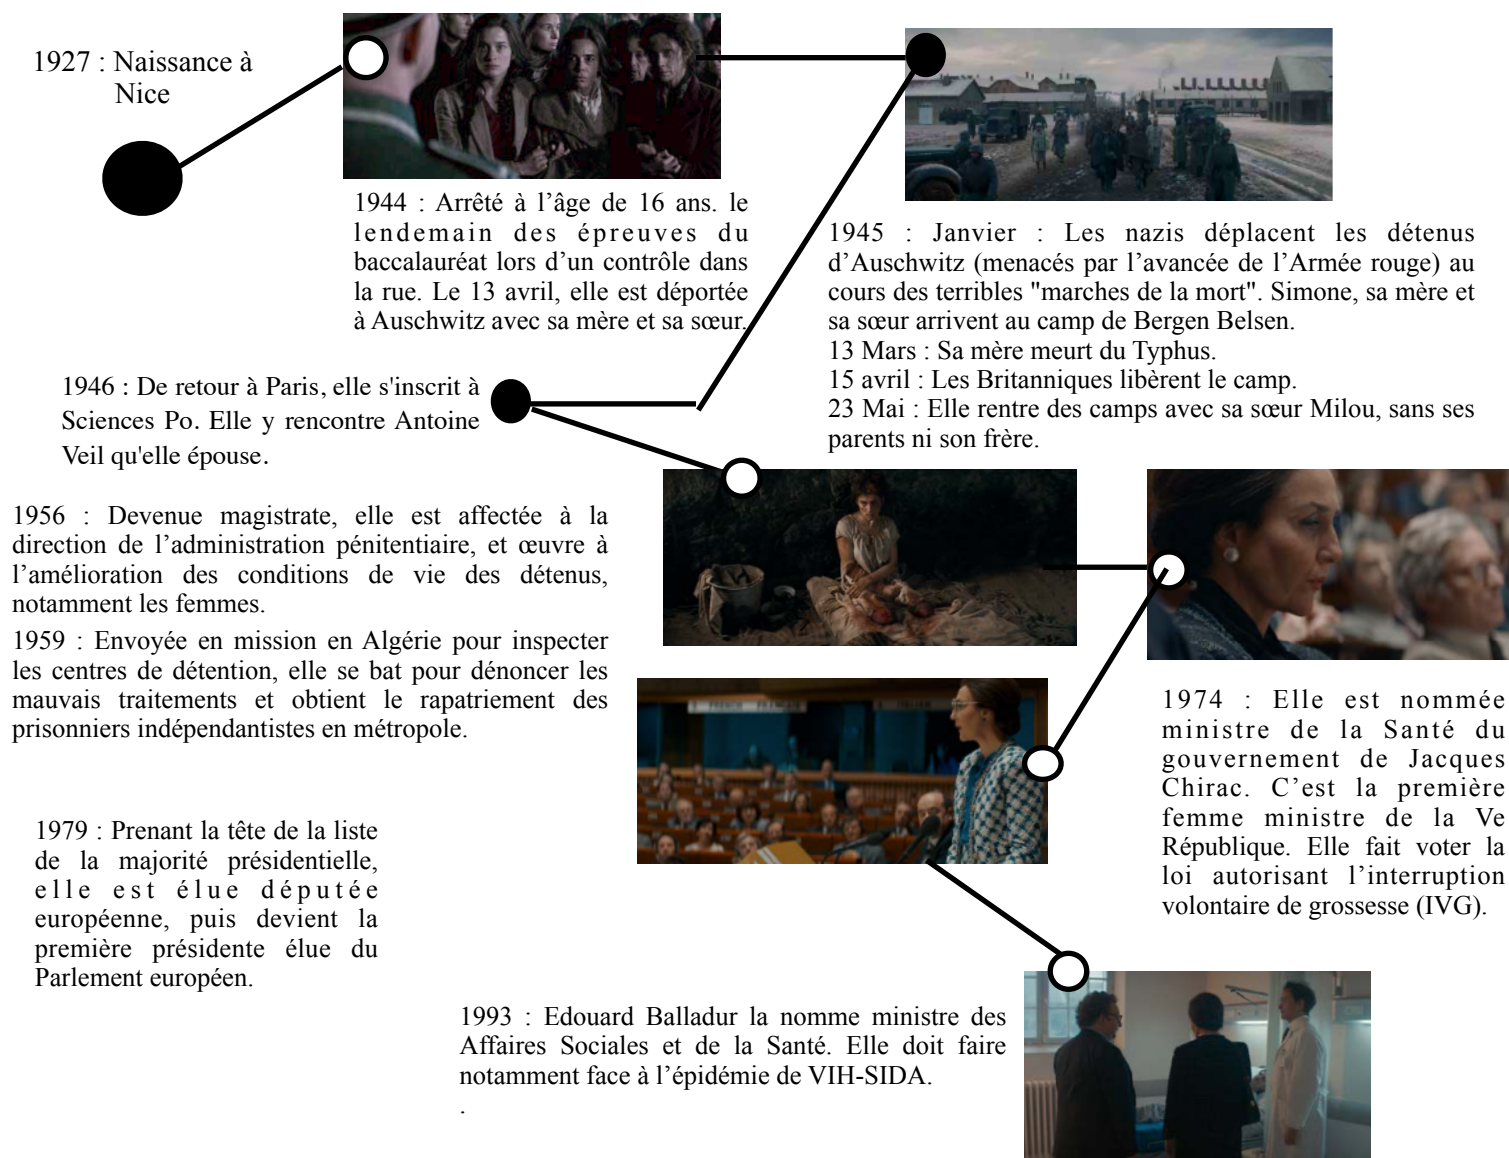 1927 : Naissance à
Nice
1944 : Arrêté à l’âge de 16 ans. le
lendemain des épreuves du
baccalauréat lors d’un contrôle dans
la rue. Le 13 avril, elle est déportée
à Auschwitz avec sa mère et sa sœur.
1945 : Janvier : Les nazis déplacent les détenus
d’Auschwitz (menacés par l’avancée de l’Armée rouge) au
cours des terribles "marches de la mort". Simone, sa mère et
sa sœur arrivent au camp de Bergen Belsen.
13 Mars : Sa mère meurt du Typhus.
15 avril : Les Britanniques libèrent le camp.
23 Mai : Elle rentre des camps avec sa sœur Milou, sans ses
parents ni son frère.
1946 : De retour à Paris, elle s'inscrit à
Sciences Po. Elle y rencontre Antoine
Veil qu'elle épouse.
1956 : Devenue magistrate, elle est affectée à la
direction de l’administration pénitentiaire, et œuvre à
l’amélioration des conditions de vie des détenus,
notamment les femmes.
1959 : Envoyée en mission en Algérie pour inspecter
les centres de détention, elle se bat pour dénoncer les
mauvais traitements et obtient le rapatriement des
prisonniers indépendantistes en métropole.
FRENCH FRANCAIS
1974 : Elle est nommée
ministre de la Santé du
gouvernement de Jacques
Chirac. C’est la première
femme ministre de la Ve
République. Elle fait voter la
loi autorisant l’interruption
volontaire de grossesse (IVG).
1979 : Prenant la tête de la liste
de la majorité présidentielle,
elle est élue députée
européenne, puis devient la
première présidente élue du
Parlement européen.
1993 : Edouard Balladur la nomme ministre des
Affaires Sociales et de la Santé. Elle doit faire
notamment face à l’épidémie de VIH-SIDA.
.